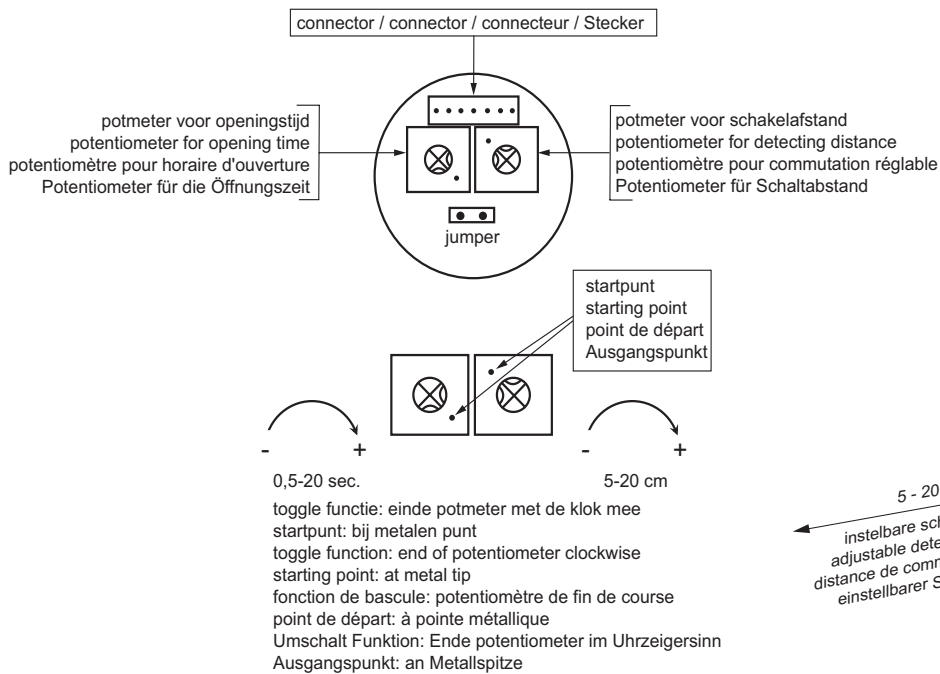 connector / connector / connecteur / Stecker
potmeter voor openingstijd
potentiometer for opening time
potentiomètre pour horaire d'ouverture
Potentiometer für die Öffnungszeit
potmeter voor schakelafstand
potentiometer for detecting distance
potentiomètre pour commutation réglable
Potentiometer für Schaltabstand
jumper
startpunt
starting point
point de départ
Ausgangspunkt
- +
- +
0,5-20 sec.
5-20 cm
toggle functie: einde potmeter met de klok mee
startpunt: bij metalen punt
toggle function: end of potentiometer clockwise
starting point: at metal tip
fonction de bascule: potentiomètre de fin de course
point de départ: à pointe métallique
Umschalt Funktion: Ende potentiometer im Uhrzeigersinn
Ausgangspunkt: an Metallspitze
5 - 20
instelbare
adjustable
distance de
einstellbarer